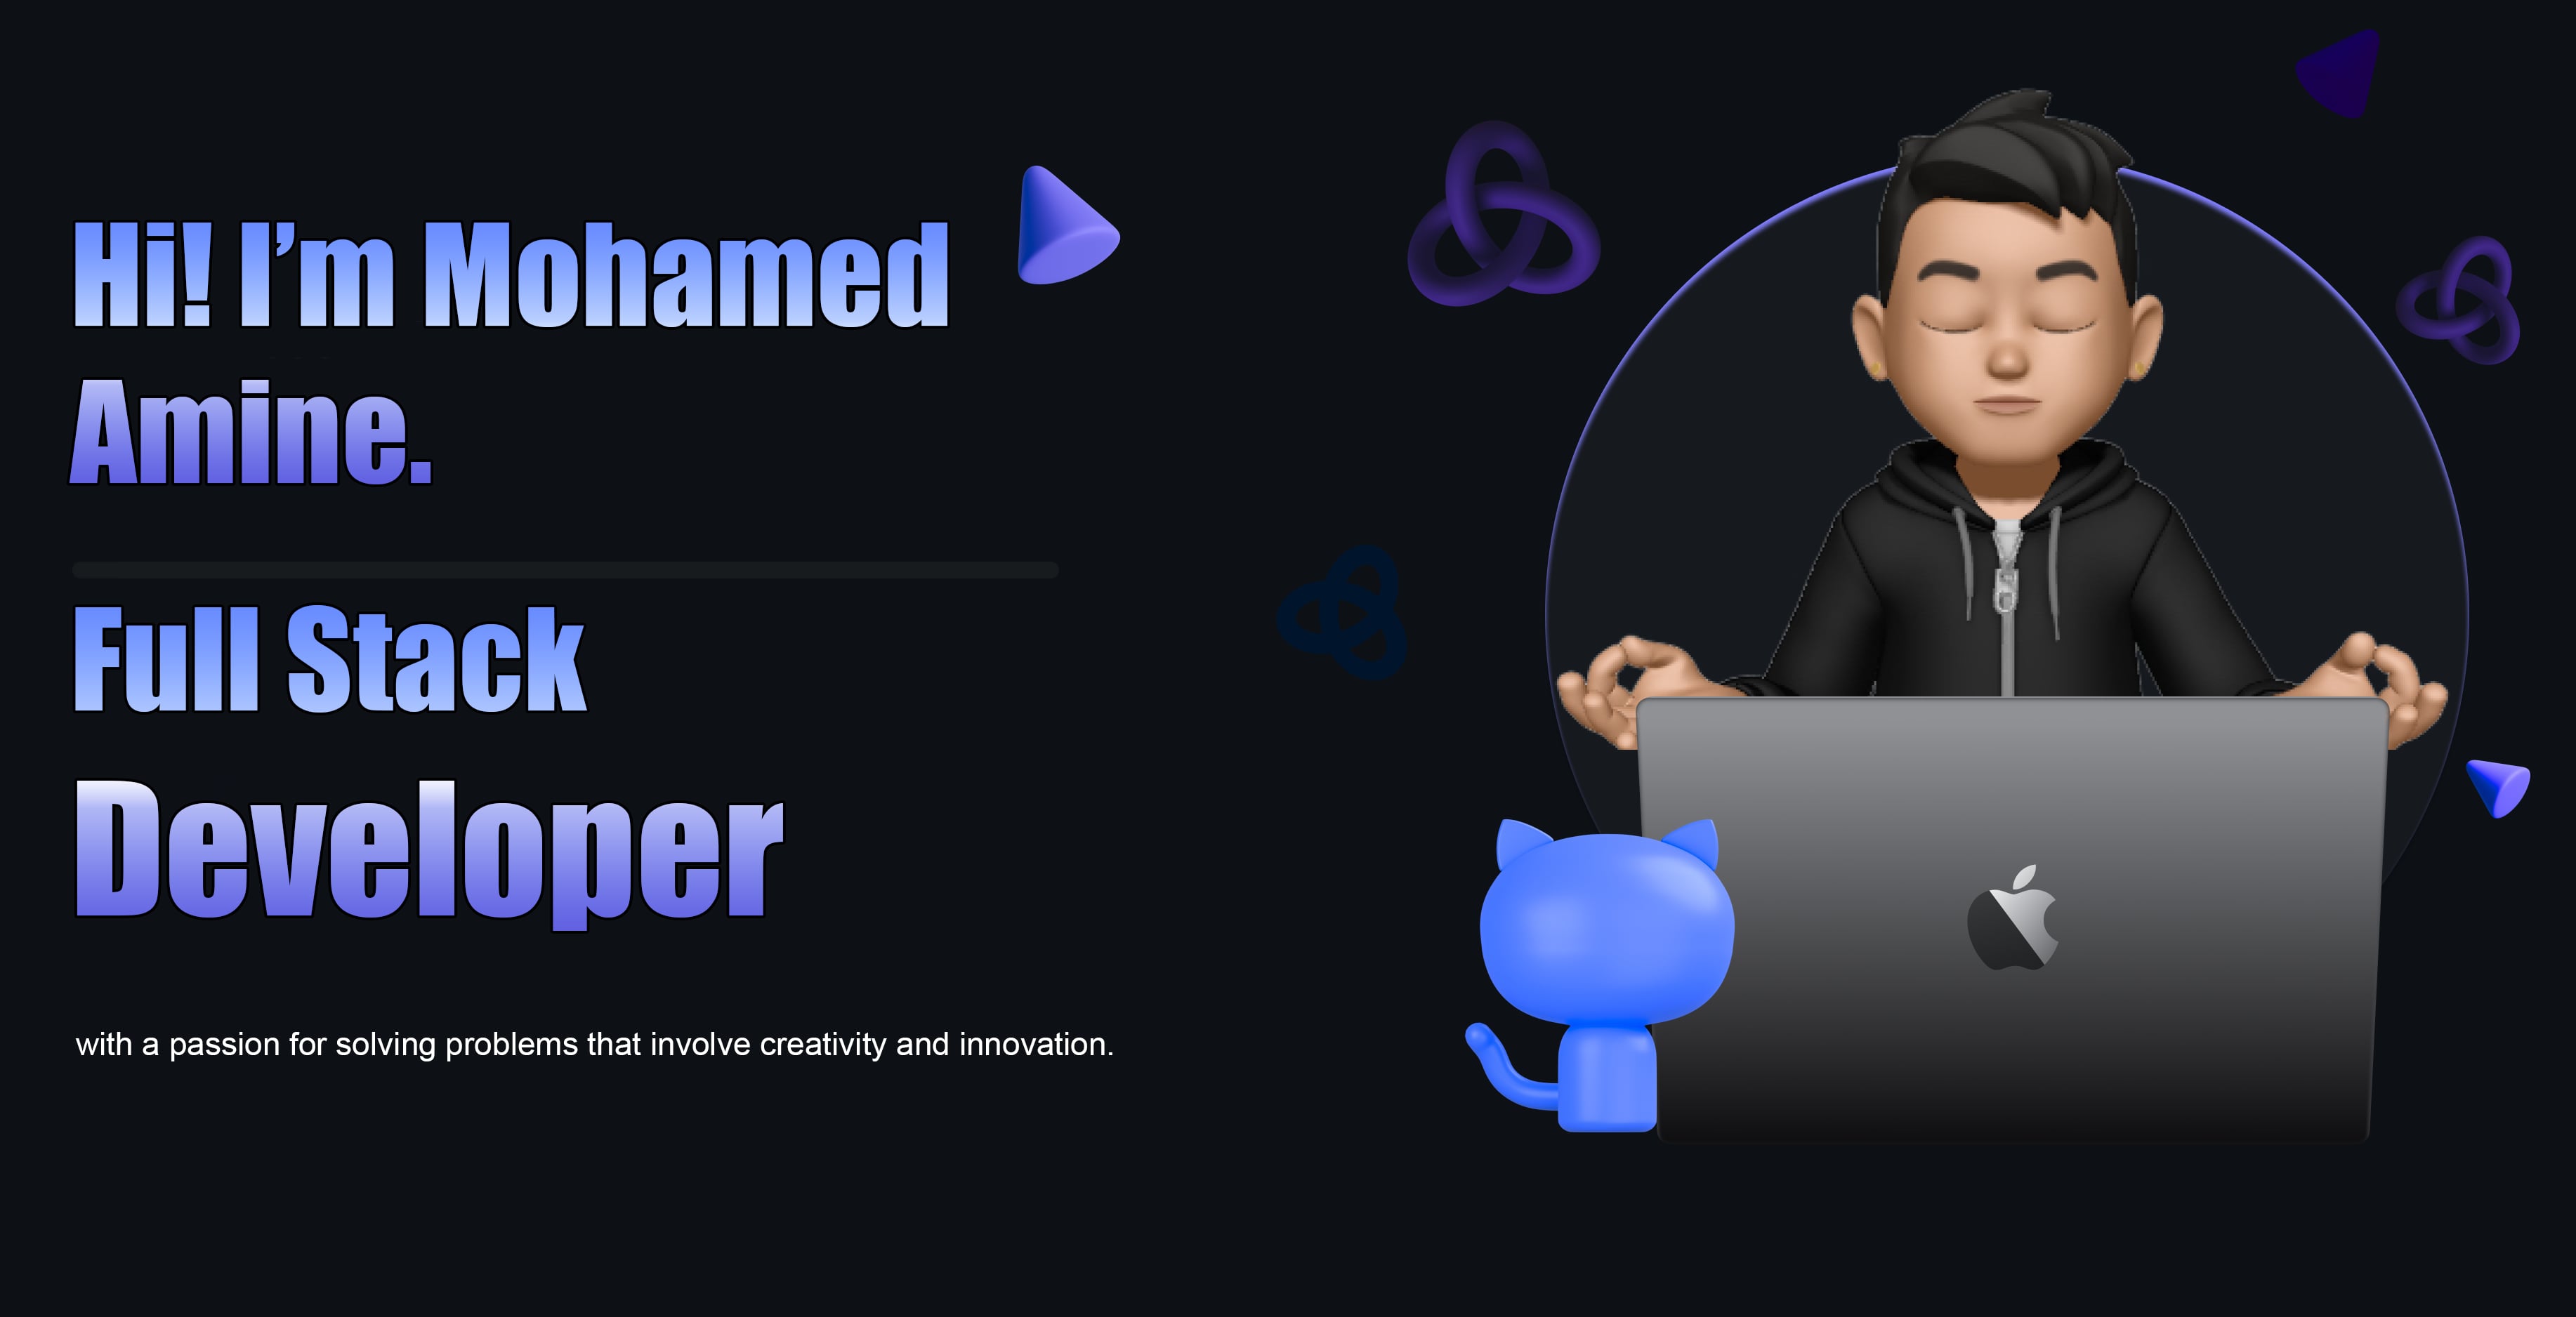 Hi! I’m Mohamed
Amine.
Full Stack
Developer
with a passion for solving problems that involve creativity and innovation.